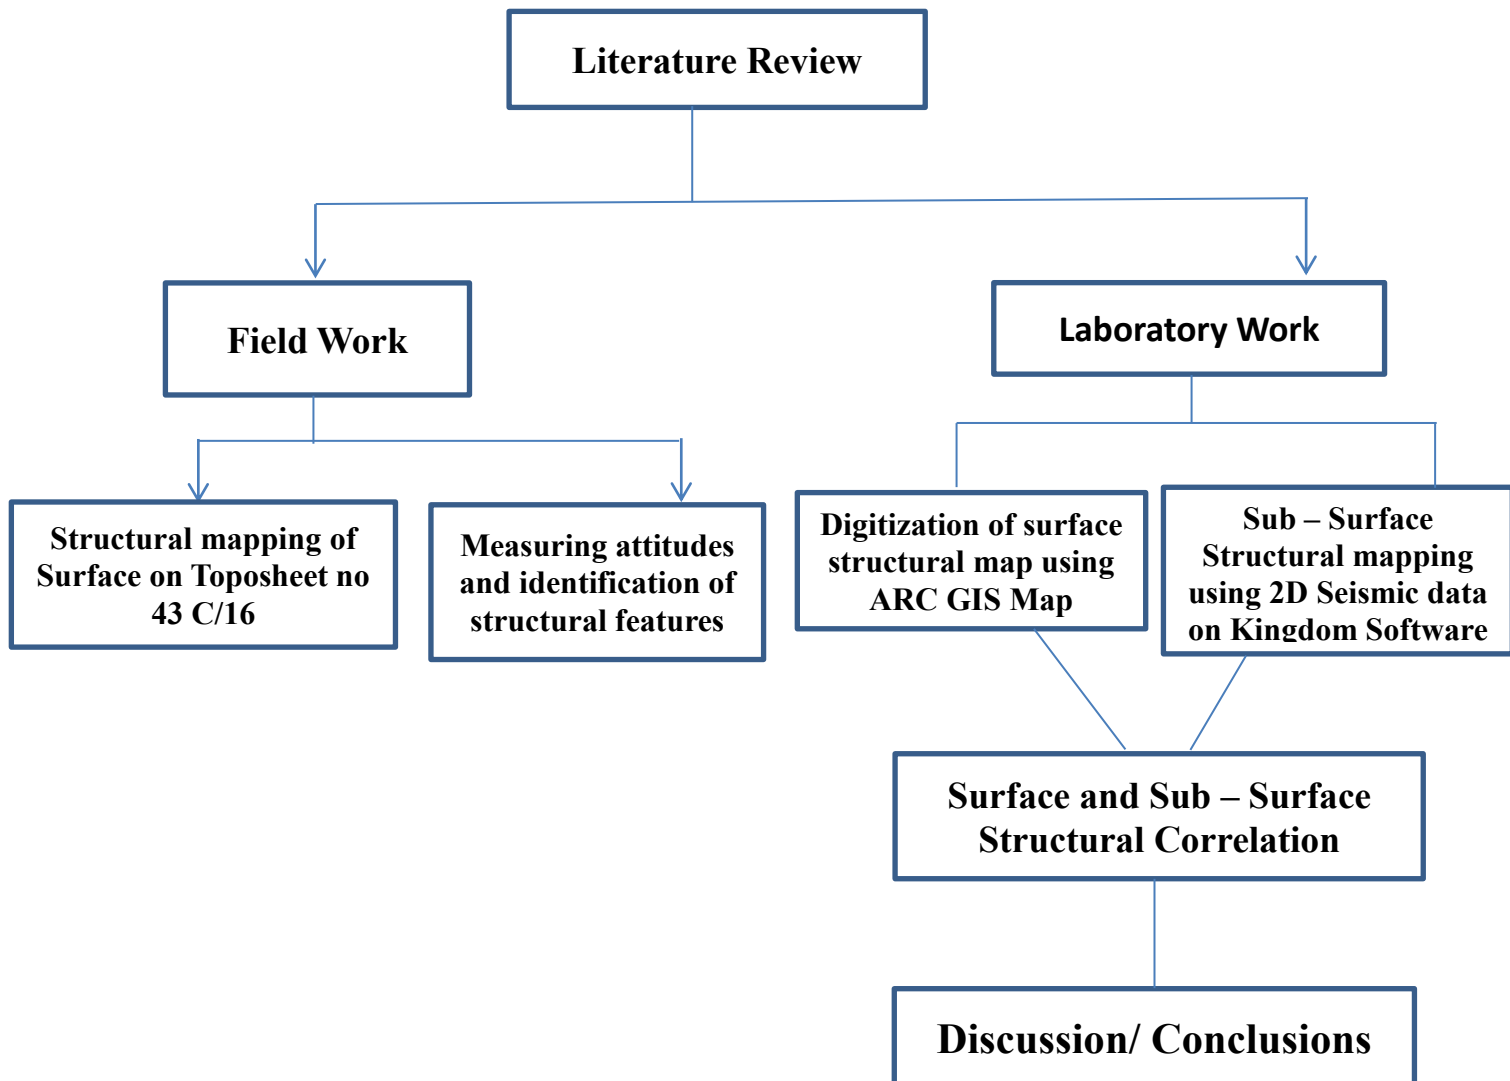 Literature Review
Field Work
Laboratory Work
Structural mapping of
Surface on Toposheet no
43 C/16
Measuring attitudes
and identification of
structural features
Digitization of surface
structural map using
ARC GIS Map
Sub – Surface
Structural mapping
using 2D Seismic data
on Kingdom Software
Surface and Sub – Surface
Structural Correlation
Discussion/ Conclusions